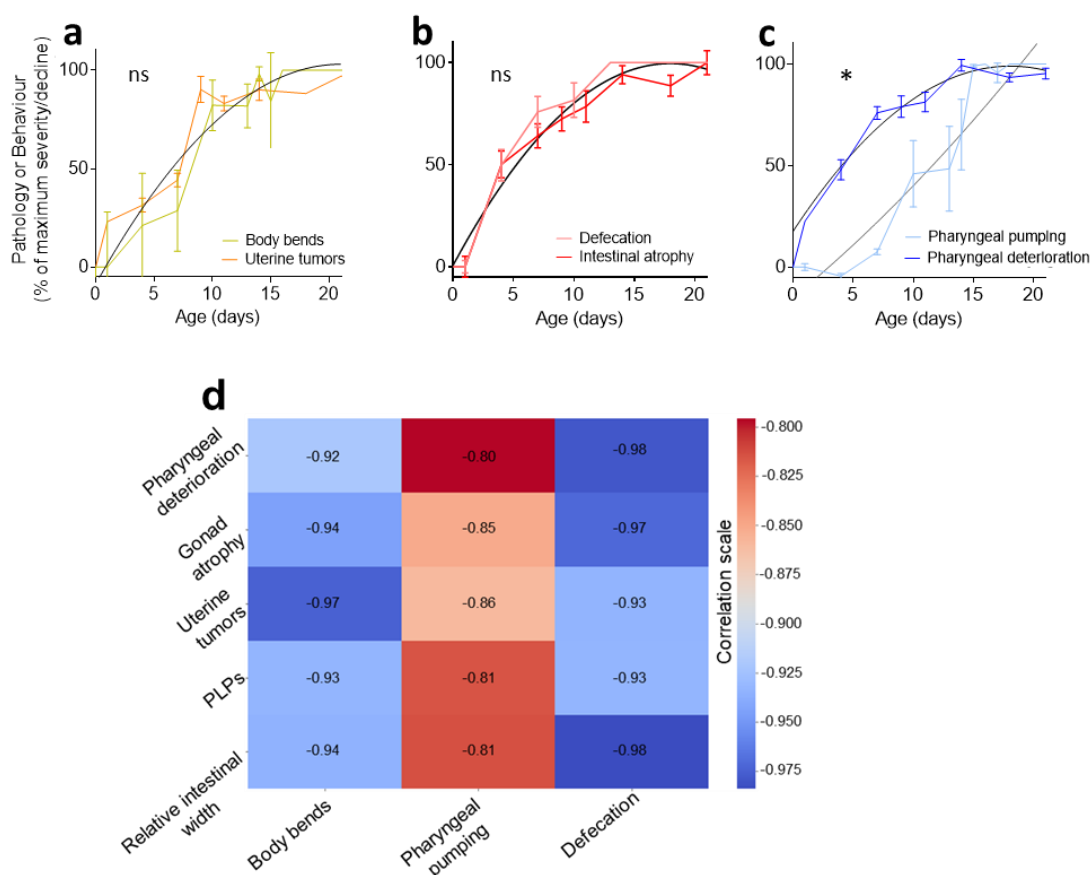 a
b
c
Pathology or Behaviour
(% of maximum severity/decline)
100
50
0
ns
Body bends
Uterine tumors
0 5 10 15 20
Age (days)
100
50
0
ns
Defecation
Intestinal atrophy
0 5 10 15 20
Age (days)
100
50
0
*
Pharyngeal pumping
Pharyngeal deterioration
0 5 10 15 20
Age (days)
d
Pharyngeal
deterioration
-0.92 -0.80 -0.98
Gonad
atrophy
-0.94 -0.85 -0.97
Uterine
tumors
-0.97 -0.86 -0.93
PLPs
-0.93 -0.81 -0.93
Relative intestinal
width
-0.94 -0.81 -0.98
Body bends
Pharyngeal
pumping
Defecation
-0.800
-0.825
-0.850
-0.875
-0.900
-0.925
-0.950
-0.975
Correlation scale